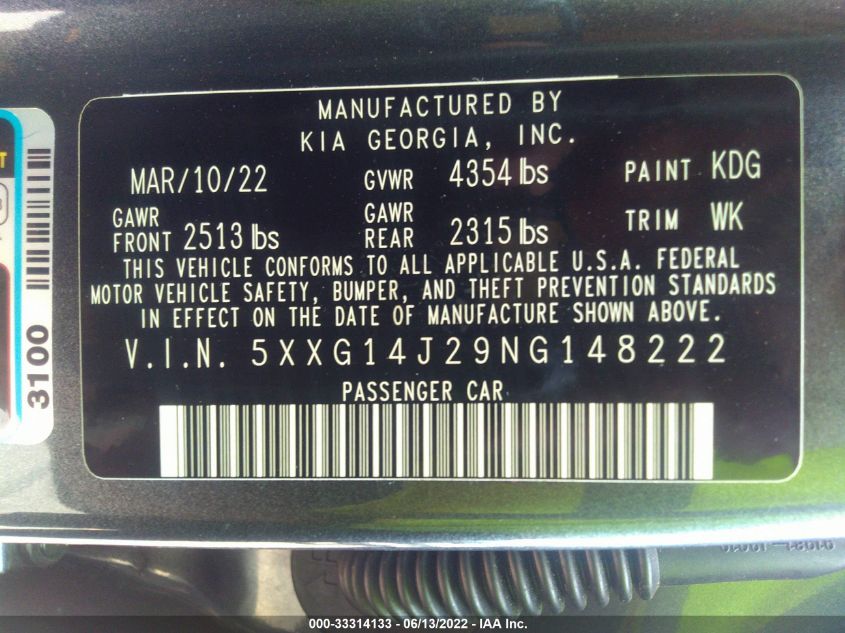 MANUFACTURED BY
KIA GEORGIA, INC.
MAR/10/22 GVWR 4354 lbs PAINT KDG
GAWR FRONT 2513 lbs GAWR REAR 2315 lbs TRIM WK
THIS VEHICLE CONFORMS TO ALL APPLICABLE U.S.A. FEDERAL
MOTOR VEHICLE SAFETY, BUMPER, AND THEFT PREVENTION STANDARDS
IN EFFECT ON THE DATE OF MANUFACTURE SHOWN ABOVE.
V.I.N. 5XXG14J29NG148222
PASSENGER CAR
3100
000-33314133 - 06/13/2022 - IAA Inc.